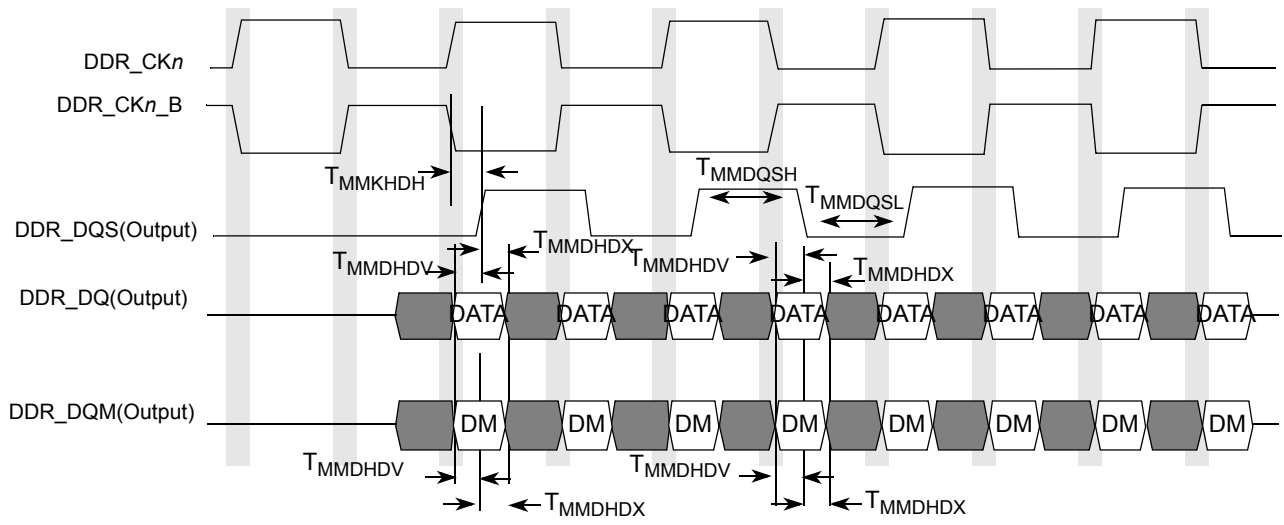 DDR_CKn
DDR_CKn_B
TMMKHDH
TMMDQSH
TMMDQSL
DDR_DQS(Output)
TMMDHDX
TMMDHDV
TMMDHDV
TMMDHDX
DDR_DQ(Output)
DATA DATA DATA DATA DATA DATA DATA DATA
DDR_DQM(Output)
DM DM DM DM DM DM DM DM
TMMDHDV
TMMDHDV
TMMDHDX
TMMDHDX